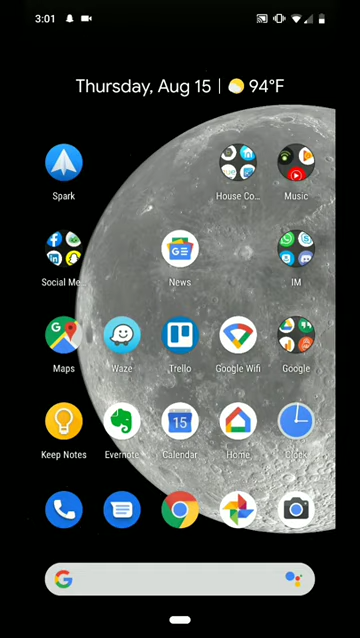 3:01
Thursday, Aug 15 | 94°F
Spark
House Co...
Music
Social Me...
News
IM
Maps
Waze
Trello
Google Wifi
Google
Keep Notes
Evernote
15
Calendar
Home
Clock